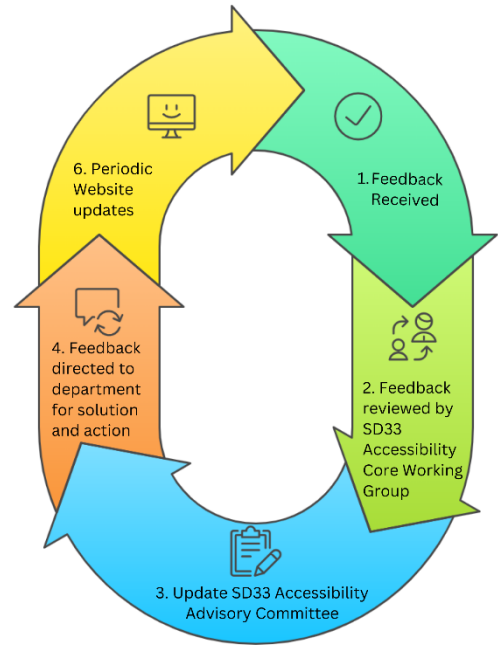 1. Feedback
Received
2. Feedback
reviewed by
SD33
Accessibility
Core Working
Group
3. Update SD33 Accessibility
Advisory Committee
4. Feedback
directed to
department
for solution
and action
6. Periodic
Website
updates